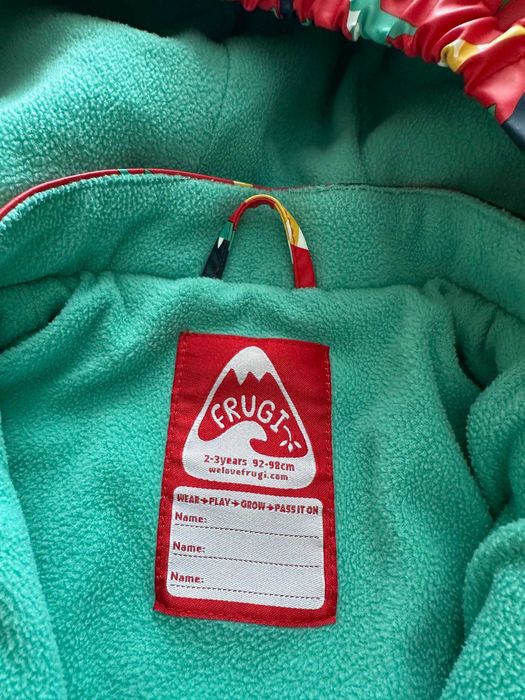 FRUGI
2-3years 92-98cm
welovefrugi.com
WEAR→PLAY→GROW→PASS IT ON
Name:
Name:
Name: